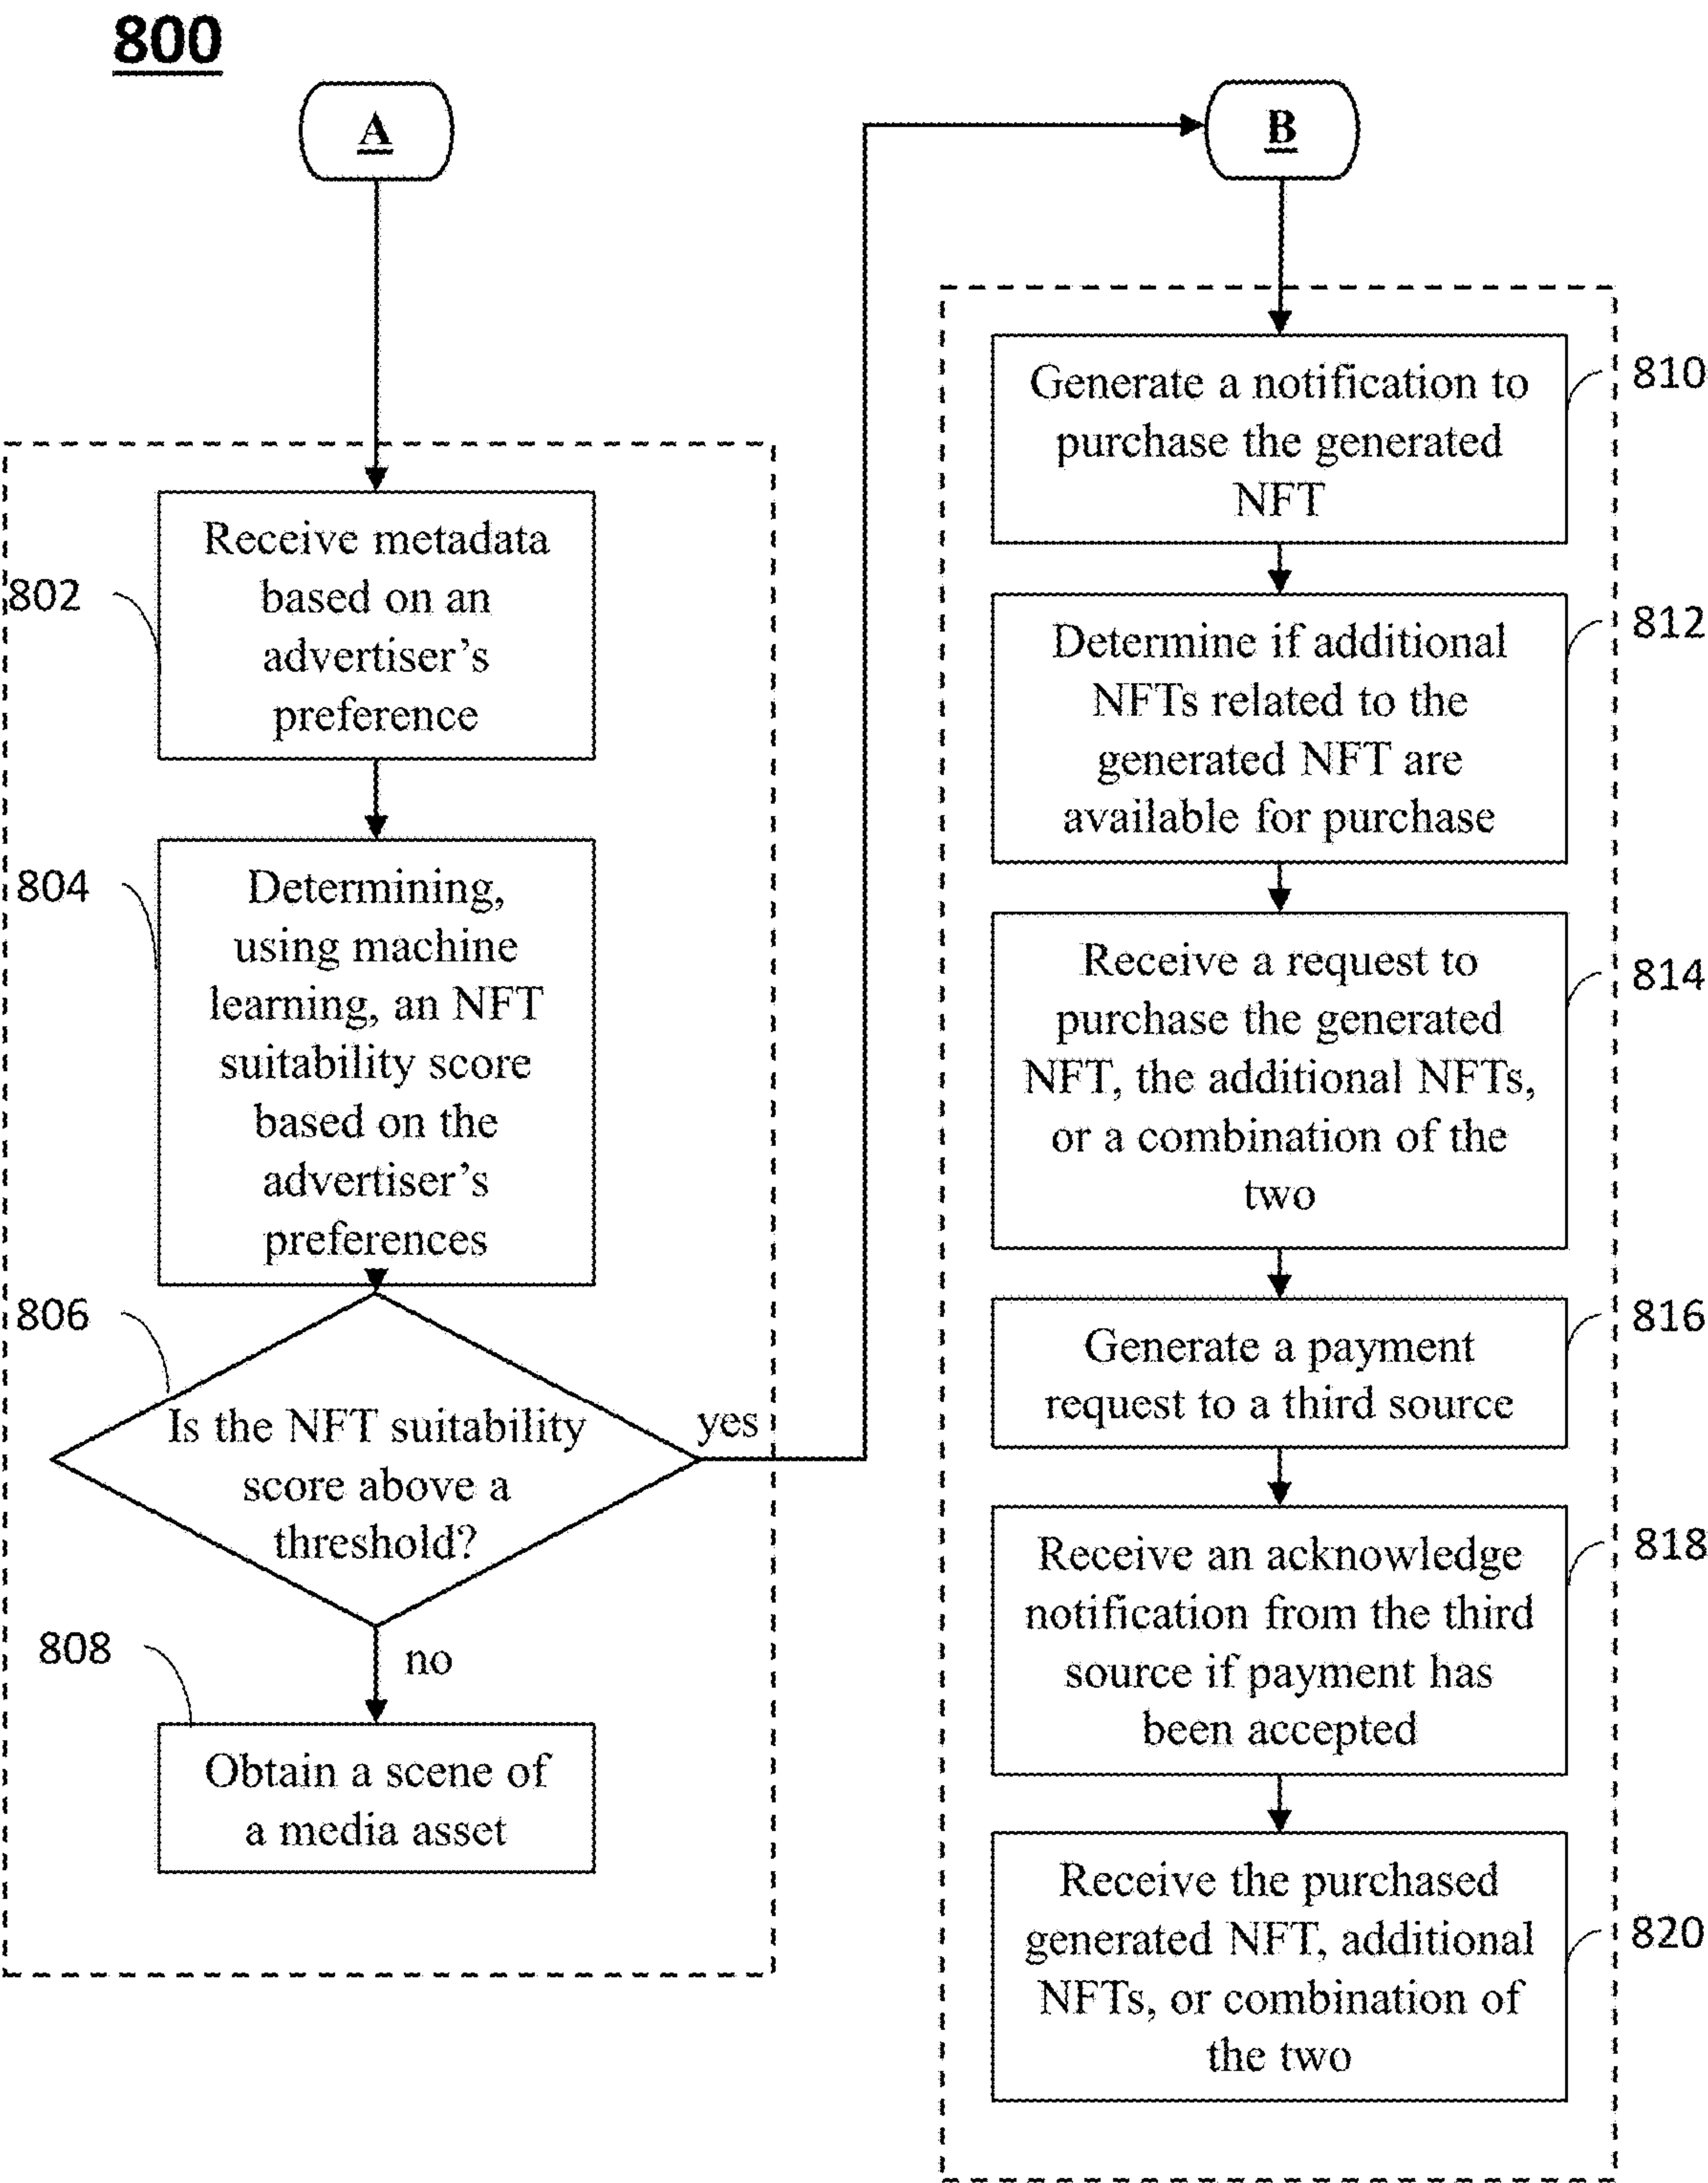 800
A
802
Receive metadata
based on an
advertiser's
preference
804
Determining,
using machine
learning, an NFT
suitability score
based on the
advertiser's
preferences
806
Is the NFT suitability
score above a
threshold?
yes
no
808
Obtain a scene of
a media asset
B
810
Generate a notification to
purchase the generated
NFT
812
Determine if additional
NFTs related to the
generated NFT are
available for purchase
814
Receive a request to
purchase the generated
NFT, the additional NFTs,
or a combination of the
two
816
Generate a payment
request to a third source
818
Receive an acknowledge
notification from the third
source if payment has
been accepted
820
Receive the purchased
generated NFT, additional
NFTs, or combination of
the two